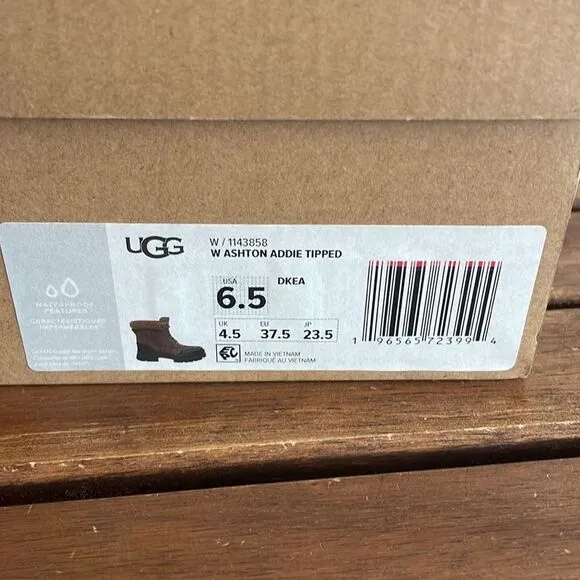 UGG
W / 1143858
W ASHTON ADDIE TIPPED
USA
6.5
DKEA
UK
4.5
EU
37.5
JP
23.5
MADE IN VIETNAM
FABRIQUÉ AU VIETNAM
1 96565 72399 4
WATERPROOF
FEATURES
CARACTÉRISTIQUES
IMPERMÉABLES